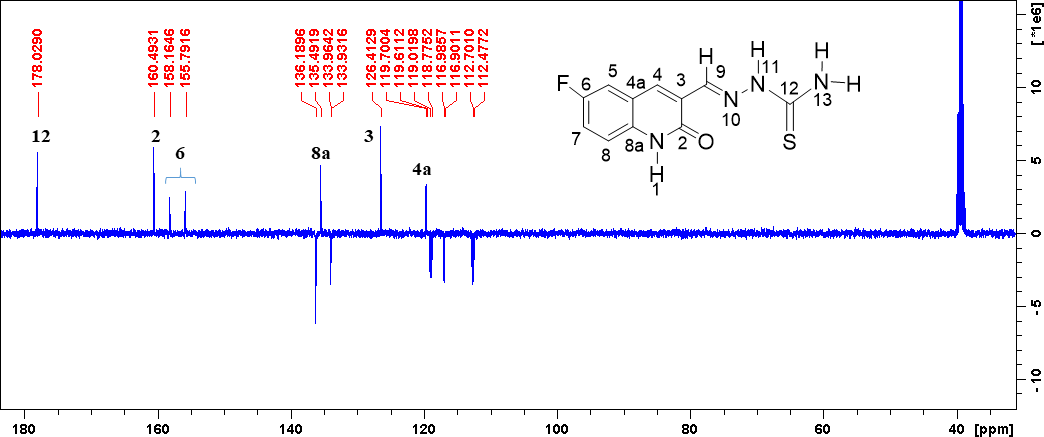 178.0290
160.4931
158.1646
155.7916
136.1896
135.4919
133.9642
133.9316
126.4129
119.7004
119.6112
119.0198
118.7752
116.9857
116.9011
112.7010
112.4772
[ *1e6]
10
5
0
-5
-10
12
2
6
8a
3
4a
H
H
F
5
4
9
11
6
4a
3
N
NH
12
N
H
10
13
7
8a
2
O
S
8
N
H
1
180
160
140
120
100
80
60
40
[ppm]